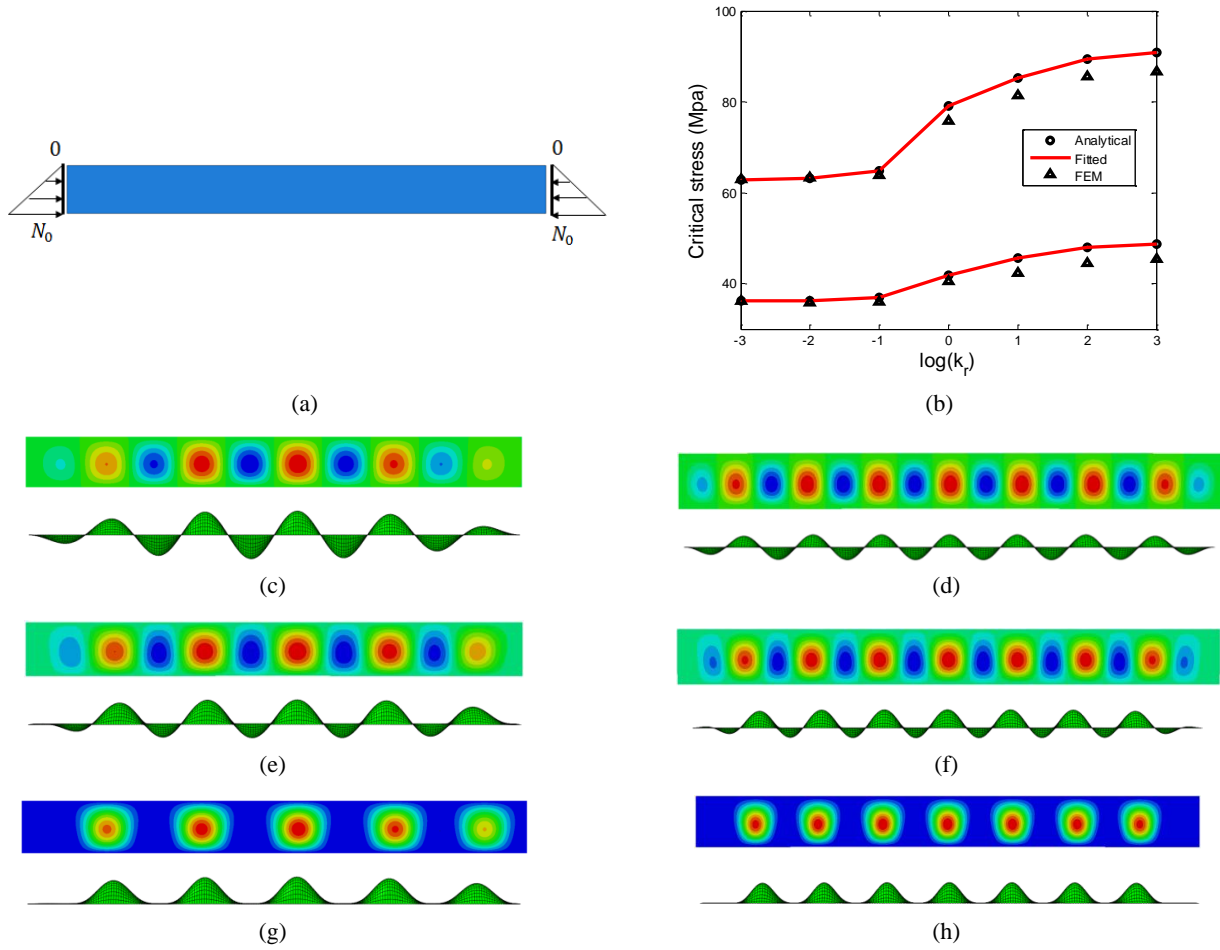 0
0
N₀
N₀
(a)
Critical stress (Mpa)
100
80
60
40
-3
-2
-1
0
1
2
3
log(kᵣ)
Analytical
Fitted
FEM
(b)
(c)
(d)
(e)
(f)
(g)
(h)